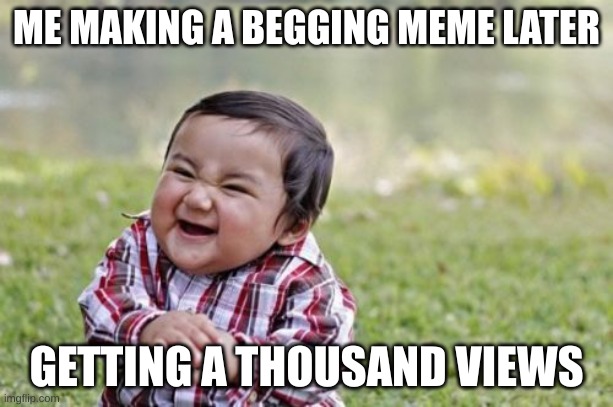 ME MAKING A BEGGING MEME LATER
GETTING A THOUSAND VIEWS
imgflip.com